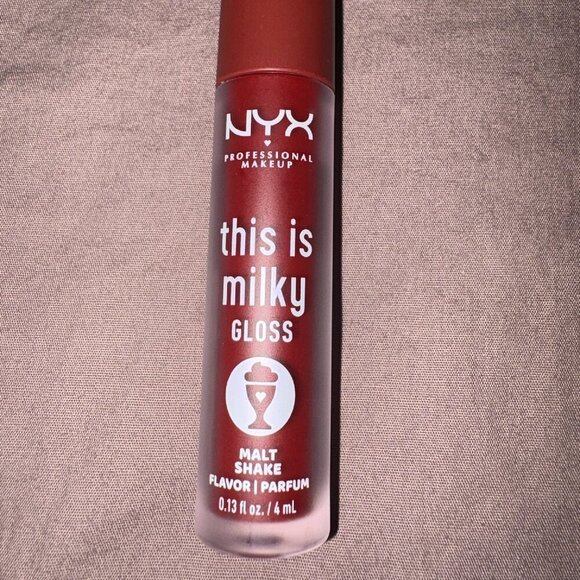 NYX
PROFESSIONAL
MAKEUP
this is
milky
GLOSS
MALT
SHAKE
FLAVOR | PARFUM
0.13 fl oz. / 4 mL